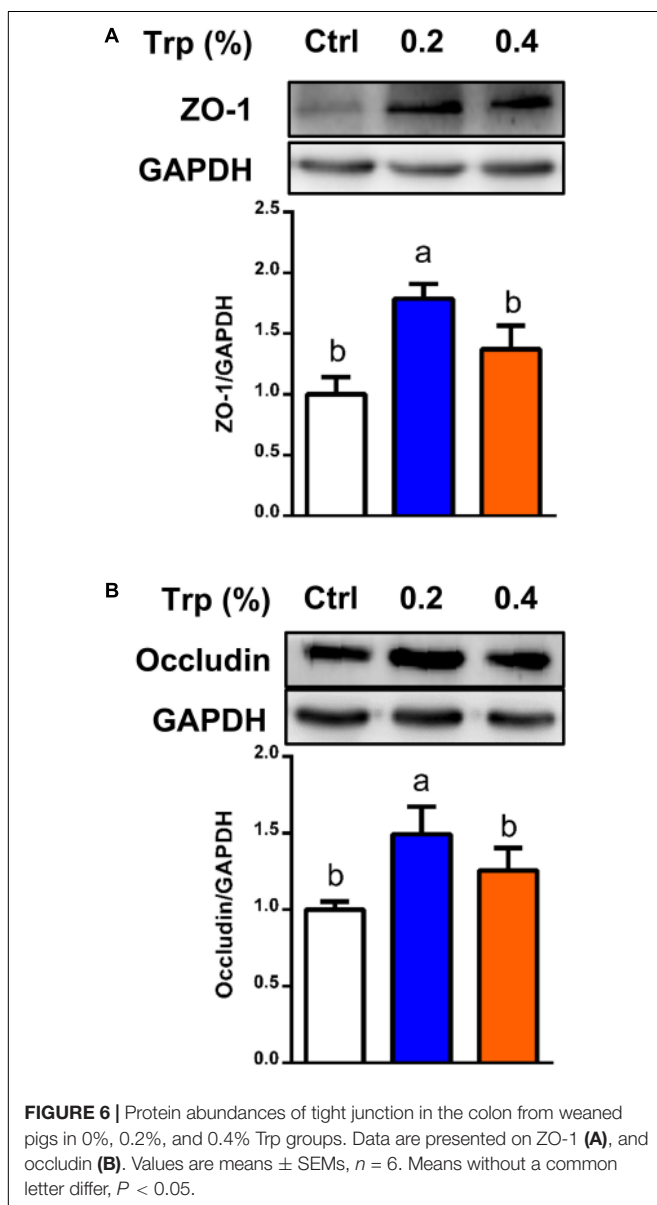 A Trp (%) Ctrl 0.2 0.4
ZO-1
GAPDH
2.5
2.0
1.5
1.0
0.5
0.0
ZO-1/GAPDH
b
a
b
B Trp (%) Ctrl 0.2 0.4
Occludin
GAPDH
2.0
1.5
1.0
0.5
0.0
Occludin/GAPDH
b
a
b
FIGURE 6 | Protein abundances of tight junction in the colon from weaned
pigs in 0%, 0.2%, and 0.4% Trp groups. Data are presented on ZO-1 (A), and
occludin (B). Values are means ± SEMs, n = 6. Means without a common
letter differ, P < 0.05.